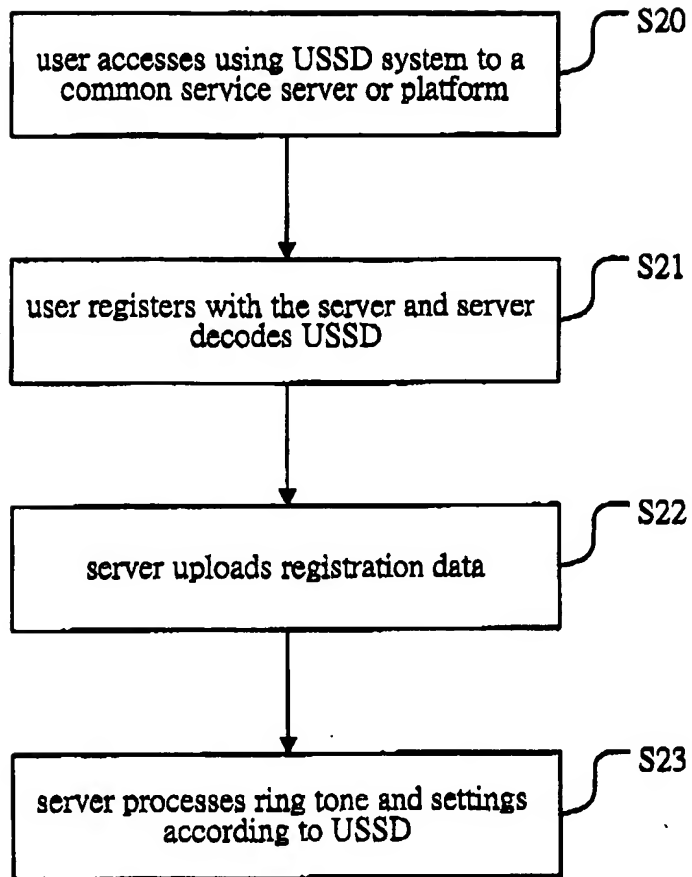 S20
user accesses using USSD system to a
common service server or platform
S21
user registers with the server and server
decodes USSD
S22
server uploads registration data
S23
server processes ring tone and settings
according to USSD